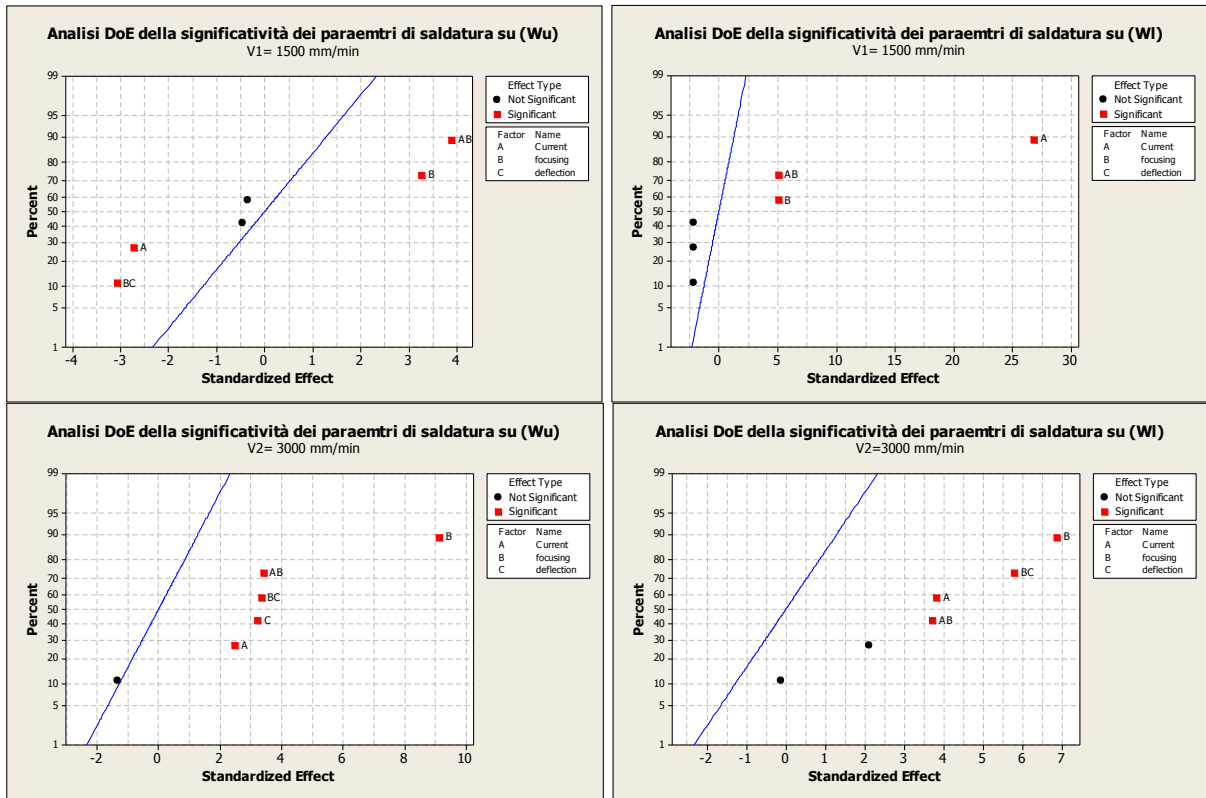 Analisi DoE della significatività dei paraemtri di saldatura su (Wu)
V1= 1500 mm/min
99
95
90
80
70
60
50
40
30
20
10
5
1
Percent
-4 -3 -2 -1 0 1 2 3 4
Standardized Effect
AB
B
A
BC
Effect Type
Not Significant
Significant
Factor Name
A Current
B focusing
C deflection
Analisi DoE della significatività dei paraemtri di saldatura su (Wl)
V1= 1500 mm/min
99
95
90
80
70
60
50
40
30
20
10
5
1
Percent
0 5 10 15 20 25 30
Standardized Effect
A
AB
B
Effect Type
Not Significant
Significant
Factor Name
A Current
B focusing
C deflection
Analisi DoE della significatività dei paraemtri di saldatura su (Wu)
V2= 3000 mm/min
99
95
90
80
70
60
50
40
30
20
10
5
1
Percent
-2 0 2 4 6 8 10
Standardized Effect
B
AB
BC
C
A
Effect Type
Not Significant
Significant
Factor Name
A Current
B focusing
C deflection
Analisi DoE della significatività dei paraemtri di saldatura su (Wl)
V2=3000 mm/min
99
95
90
80
70
60
50
40
30
20
10
5
1
Percent
-2 -1 0 1 2 3 4 5 6 7
Standardized Effect
B
BC
A
AB
Effect Type
Not Significant
Significant
Factor Name
A Current
B focusing
C deflection